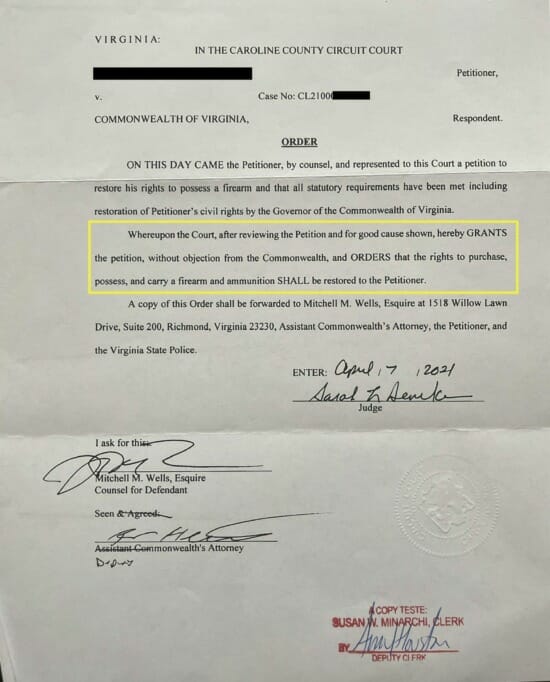 VIRGINIA:
IN THE CAROLINE COUNTY CIRCUIT COURT
Petitioner,
v. Case No: CL2100
COMMONWEALTH OF VIRGINIA, Respondent.
ORDER
ON THIS DAY CAME the Petitioner, by counsel, and represented to this Court a petition to
restore his rights to possess a firearm and that all statutory requirements have been met including
restoration of Petitioner's civil rights by the Governor of the Commonwealth of Virginia.
Whereupon the Court, after reviewing the Petition and for good cause shown, hereby GRANTS
the petition, without objection from the Commonwealth, and ORDERS that the rights to purchase,
possess, and carry a firearm and ammunition SHALL be restored to the Petitioner.
A copy of this Order shall be forwarded to Mitchell M. Wells, Esquire at 1518 Willow Lawn
Drive, Suite 200, Richmond, Virginia 23230, Assistant Commonwealth's Attorney, the Petitioner, and
the Virginia State Police.
ENTER: April 7, 2021
Judge
I ask for this:
Mitchell M. Wells, Esquire
Counsel for Defendant
Seen & Agreed:
Assistant Commonwealth's Attorney
Deputy
A COPY TESTE:
SUSAN W. MINARCHI, CLERK
BY
DEPUTY CLERK